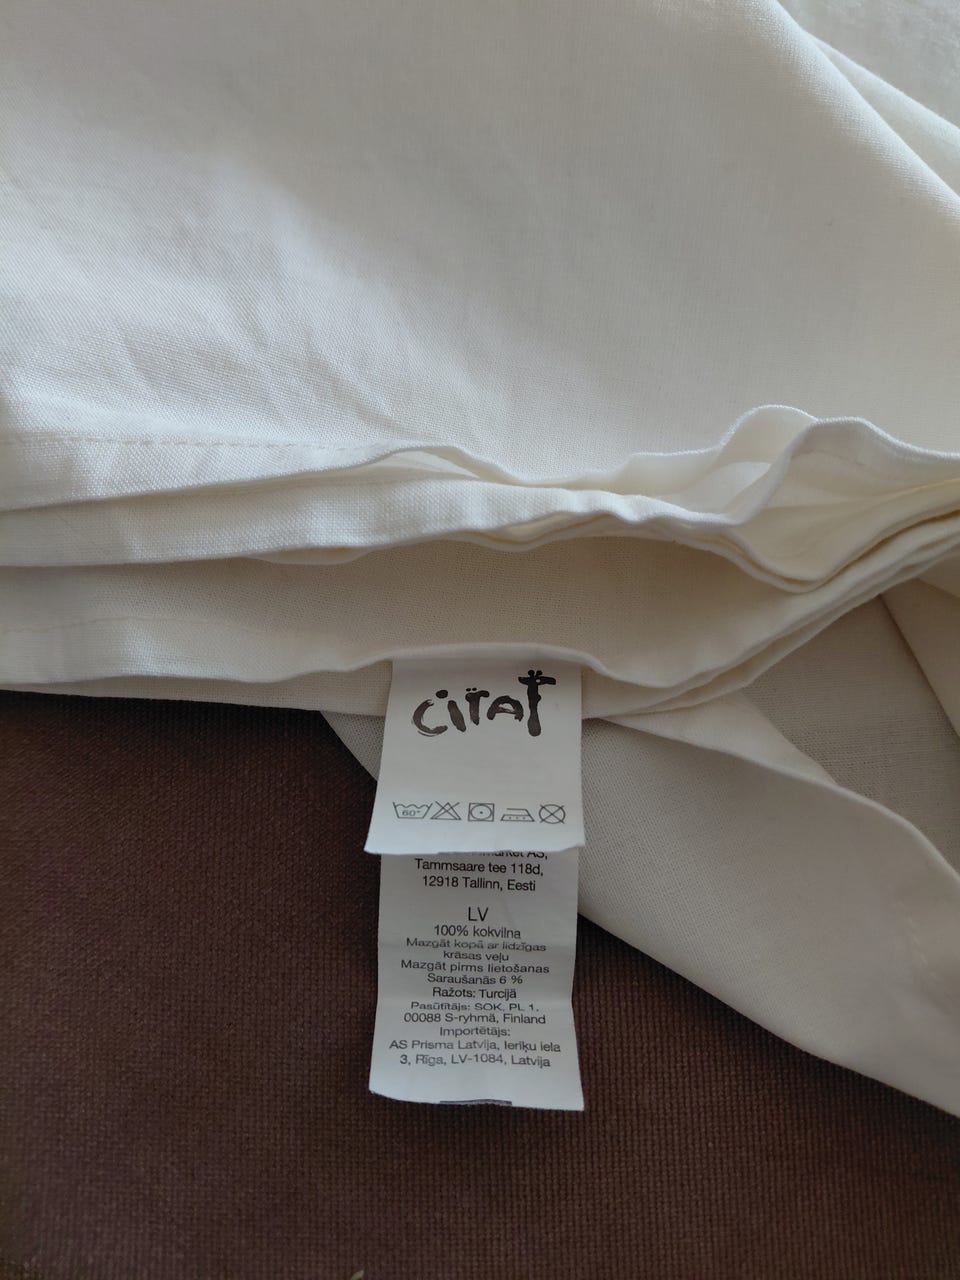 CiTAT
60°
Tammsaare tee 118d,
12918 Tallinn, Eesti
LV
100% kokvilna
Mazgāt kopā ar līdzīgas
krāsas veļu
Mazgāt pirms lietošanas
Saraušanās 6 %
Ražots: Turcijā
Pasūtītājs: SOK, PL 1,
00088 S-ryhmä, Finland
Importētājs:
AS Prisma Latvija, Ieriķu iela
3, Rīga, LV-1084, Latvija